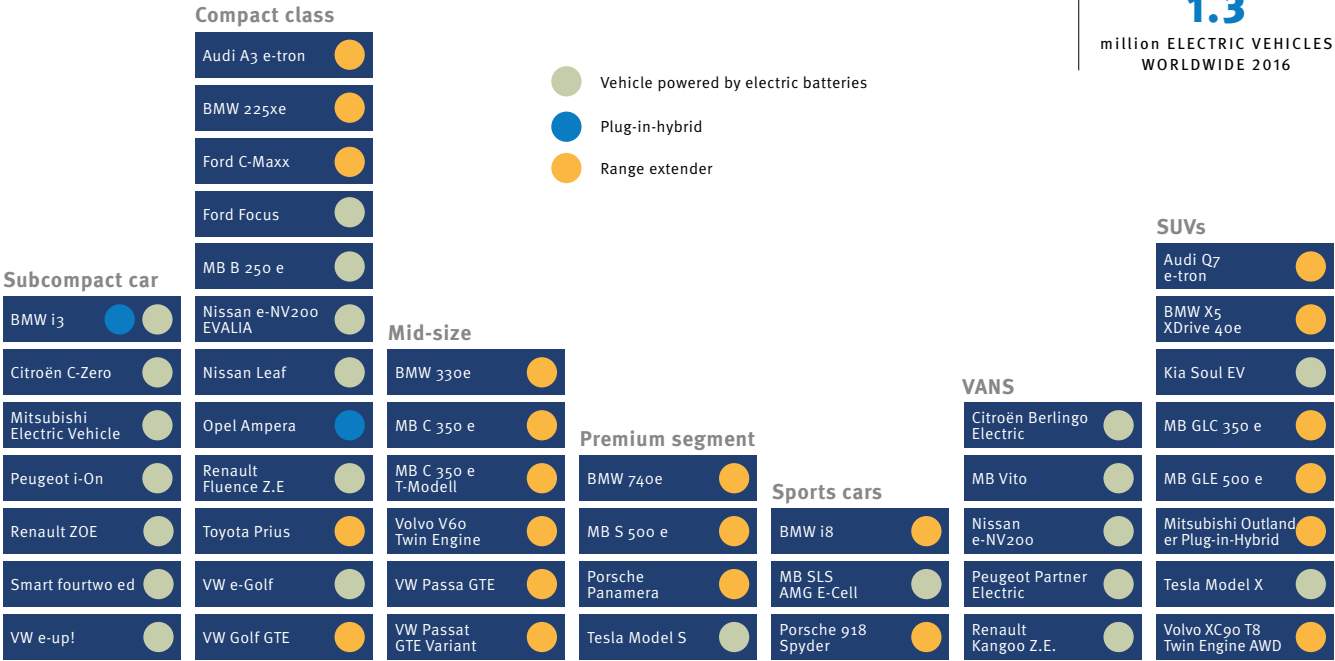 Compact class
Audi A3 e-tron
BMW 225xe
Ford C-Maxx
Ford Focus
MB B 250 e
Nissan e-NV200
EVALIA
Nissan Leaf
Opel Ampera
Renault
Fluence Z.E
Toyota Prius
VW e-Golf
VW Golf GTE
Vehicle powered by electric batteries
Plug-in-hybrid
Range extender
1.3
million ELECTRIC VEHICLES
WORLDWIDE 2016
Subcompact car
BMW i3
Citroën C-Zero
Mitsubishi
Electric Vehicle
Peugeot i-On
Renault ZOE
Smart fourtwo ed
VW e-up!
Mid-size
BMW 330e
MB C 350 e
MB C 350 e
T-Modell
Volvo V60
Twin Engine
VW Passa GTE
VW Passat
GTE Variant
Premium segment
BMW 740e
MB S 500 e
Porsche
Panamera
Tesla Model S
Sports cars
BMW i8
MB SLS
AMG E-Cell
Porsche 918
Spyder
VANS
Citroën Berlingo
Electric
MB Vito
Nissan
e-NV200
Peugeot Partner
Electric
Renault
Kangoo Z.E.
SUVs
Audi Q7
e-tron
BMW X5
XDrive 40e
Kia Soul EV
MB GLC 350 e
MB GLE 500 e
Mitsubishi Outland
er Plug-in-Hybrid
Tesla Model X
Volvo XC90 T8
Twin Engine AWD